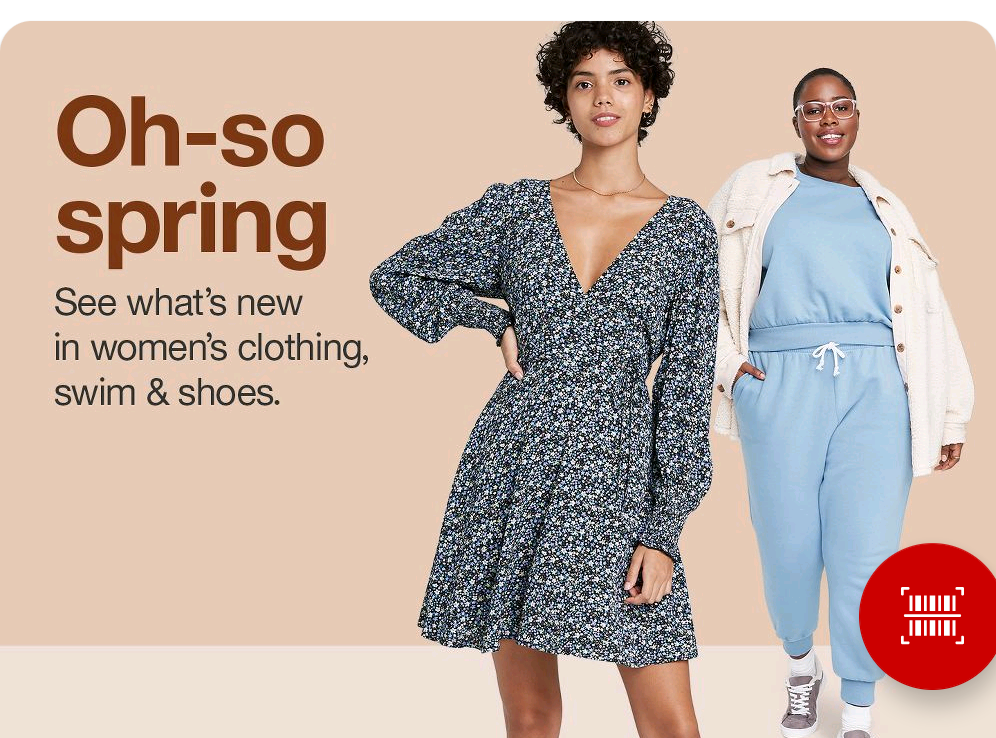 Oh-so
spring
See what’s new
in women’s clothing,
swim & shoes.